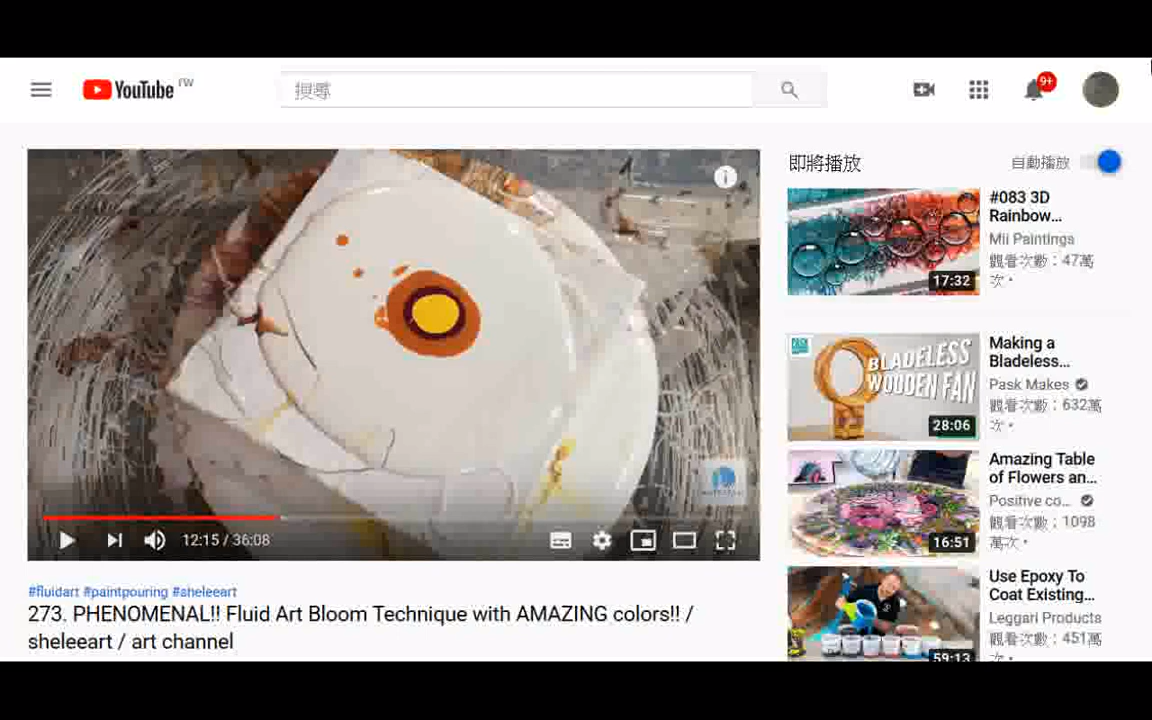 YouTube TW
搜尋
9+
12:15 / 36:08
#fluidart #paintpouring #sheleeart
273. PHENOMENAL!! Fluid Art Bloom Technique with AMAZING colors!! /
sheleeart / art channel
即將播放
自動播放
17:32
#083 3D
Rainbow...
Mii Paintings
觀看次數：47萬
次・
BLADELESS
WOODEN FAN
28:06
Making a
Bladeless...
Pask Makes
觀看次數：632萬
次・
16:51
Amazing Table
of Flowers an...
Positive co...
觀看次數：1098
萬次・
59:13
Use Epoxy To
Coat Existing...
Leggari Products
觀看次數：451萬
次・